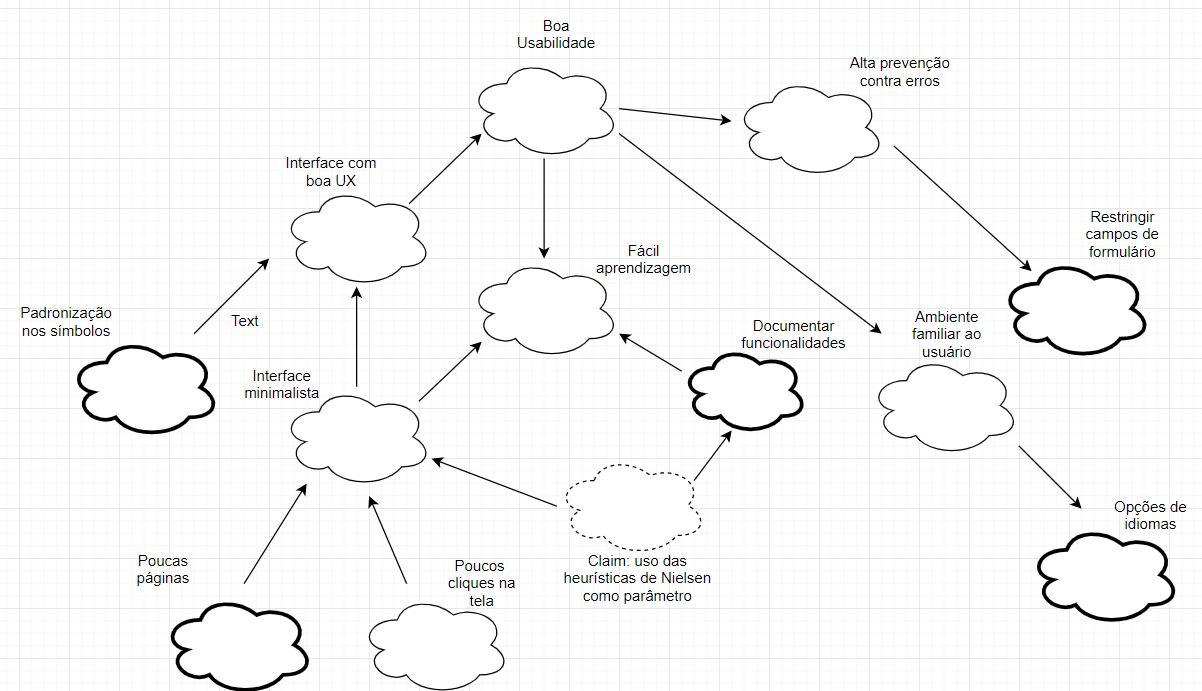 Boa
Usabilidade
Alta prevenção
contra erros
Interface com
boa UX
Restringir
campos de
formulário
Fácil
aprendizagem
Padronização
nos símbolos
Text
Documentar
funcionalidades
Ambiente
familiar ao
usuário
Interface
minimalista
Opções de
idiomas
Poucas
páginas
Poucos
cliques na
tela
Claim: uso das
heurísticas de Nielsen
como parâmetro